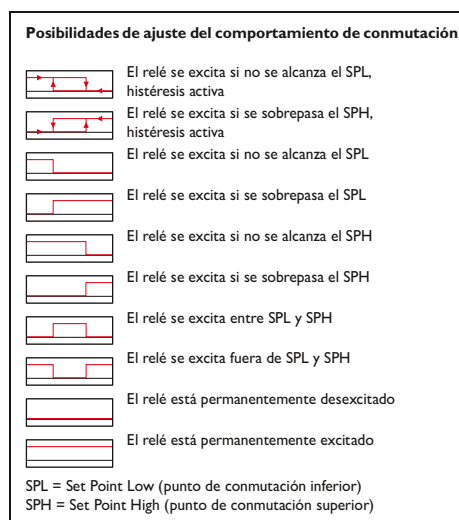 Posibilidades de ajuste del comportamiento de conmutación
El relé se excita si no se alcanza el SPL,
histéresis activa
El relé se excita si se sobrepasa el SPH,
histéresis activa
El relé se excita si no se alcanza el SPL
El relé se excita si se sobrepasa el SPL
El relé se excita si no se alcanza el SPH
El relé se excita si se sobrepasa el SPH
El relé se excita entre SPL y SPH
El relé se excita fuera de SPL y SPH
El relé está permanentemente desexcitado
El relé está permanentemente excitado
SPL = Set Point Low (punto de conmutación inferior)
SPH = Set Point High (punto de conmutación superior)